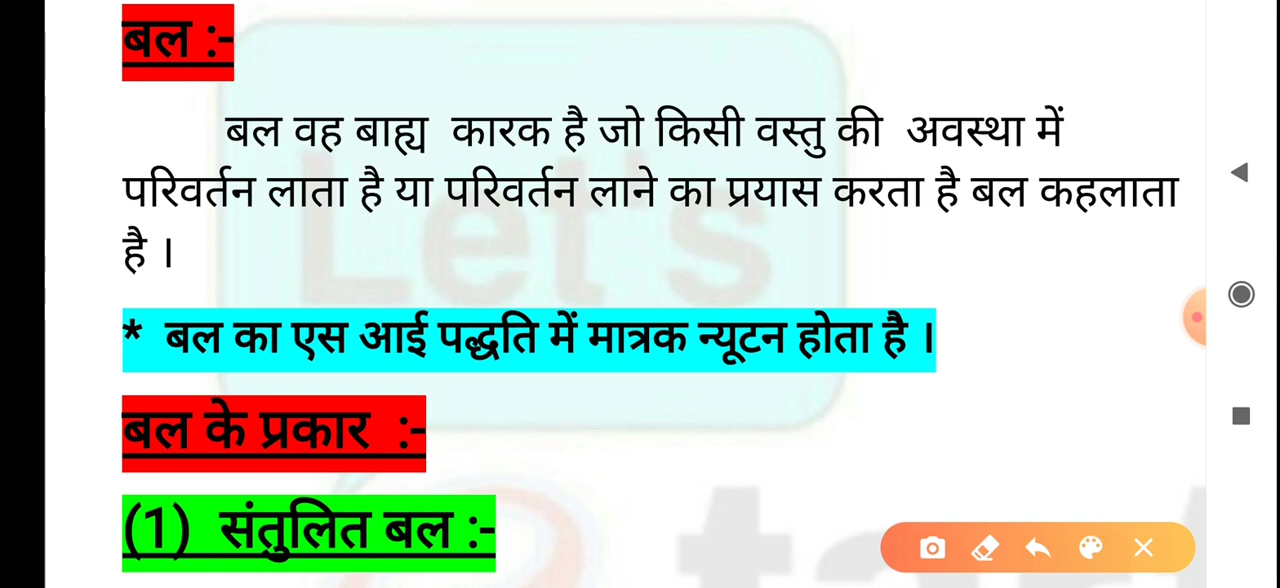 बल :-
बल वह बाह्य कारक है जो किसी वस्तु की अवस्था में
परिवर्तन लाता है या परिवर्तन लाने का प्रयास करता है बल कहलाता
है ।
* बल का एस आई पद्धति में मात्रक न्यूटन होता है ।
बल के प्रकार :-
(1) संतुलित बल :-
Let's